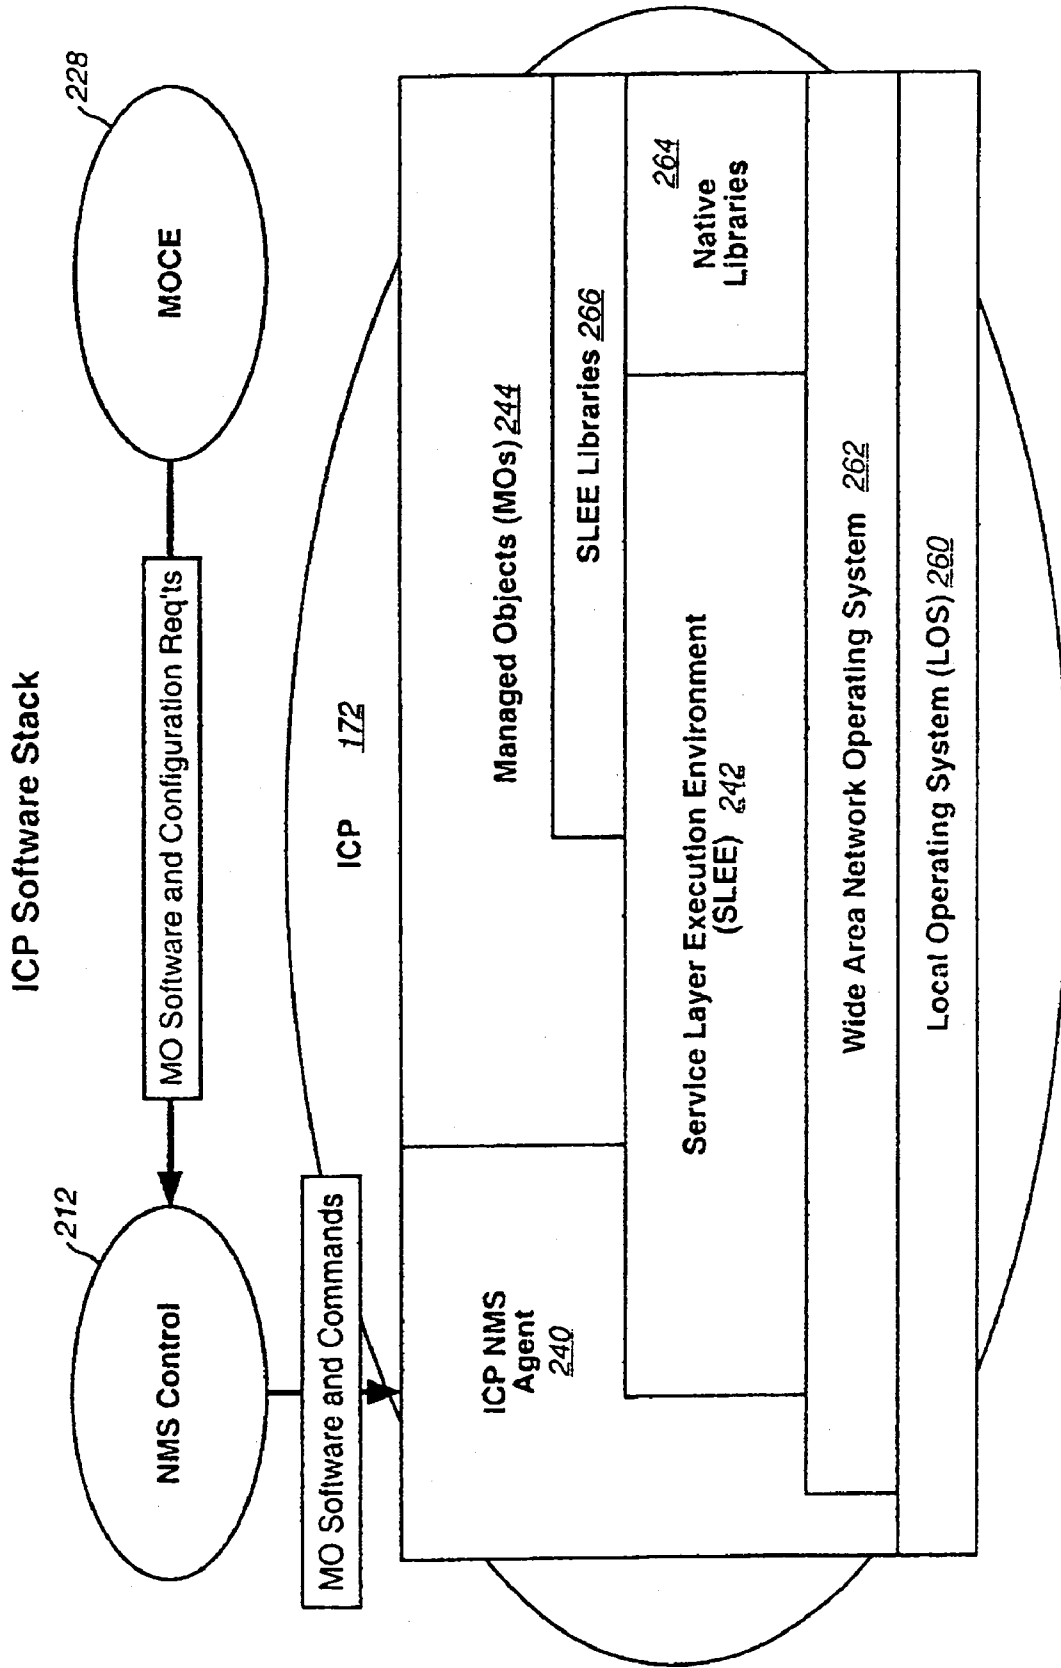 ICP Software Stack
212
228
NMS Control
MO Software and Configuration Req'ts
MOCE
MO Software and Commands
ICP 172
ICP NMS
Agent
240
Managed Objects (MOs) 244
SLEE Libraries 266
Service Layer Execution Environment
(SLEE) 242
264
Native
Libraries
Wide Area Network Operating System 262
Local Operating System (LOS) 260